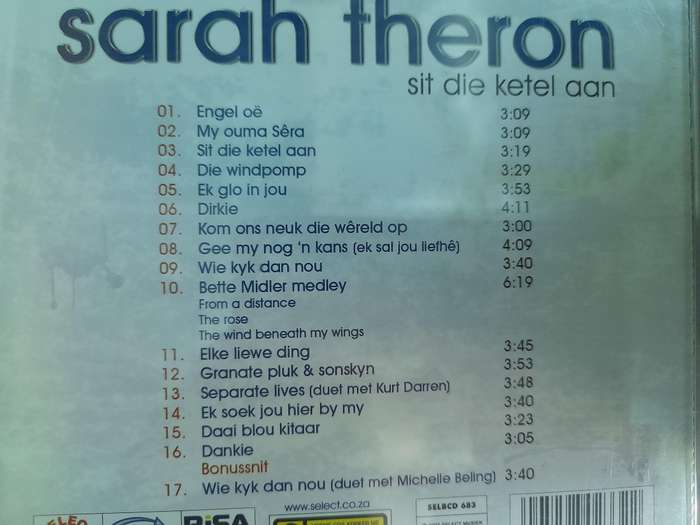 sarah theron
sit die ketel aan
01. Engel oë 3:09
02. My ouma Sêra 3:09
03. Sit die ketel aan 3:19
04. Die windpomp 3:29
05. Ek glo in jou 3:53
06. Dirkie 4:11
07. Kom ons neuk die wêreld op 3:00
08. Gee my nog 'n kans (ek sal jou liefhê) 4:09
09. Wie kyk dan nou 3:40
10. Bette Midler medley 6:19
From a distance
The rose
The wind beneath my wings
11. Elke liewe ding 3:45
12. Granate pluk & sonskyn 3:53
13. Separate lives (duet met Kurt Darren) 3:48
14. Ek soek jou hier by my 3:40
15. Daai blou kitaar 3:23
16. Dankie 3:05
Bonussnit
17. Wie kyk dan nou (duet met Michelle Beling) 3:40
www.select.co.za
SELBCD 683
RiSA